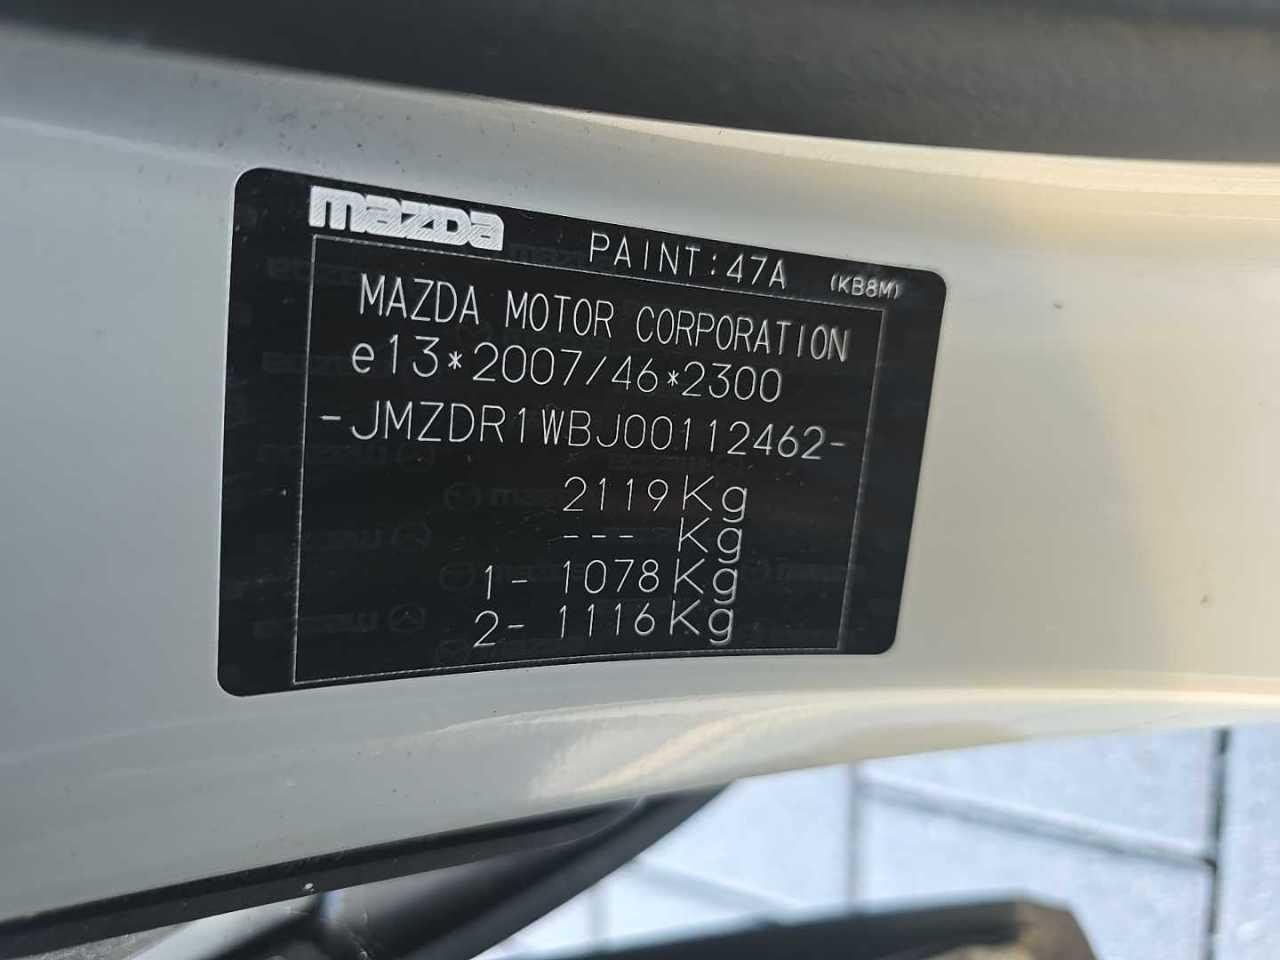 mazda PAINT:47A (KB8M)
MAZDA MOTOR CORPORATION
e13*2007/46*2300
-JMZDR1WBJ00112462-
2119Kg
--- Kg
1- 1078Kg
2- 1116Kg